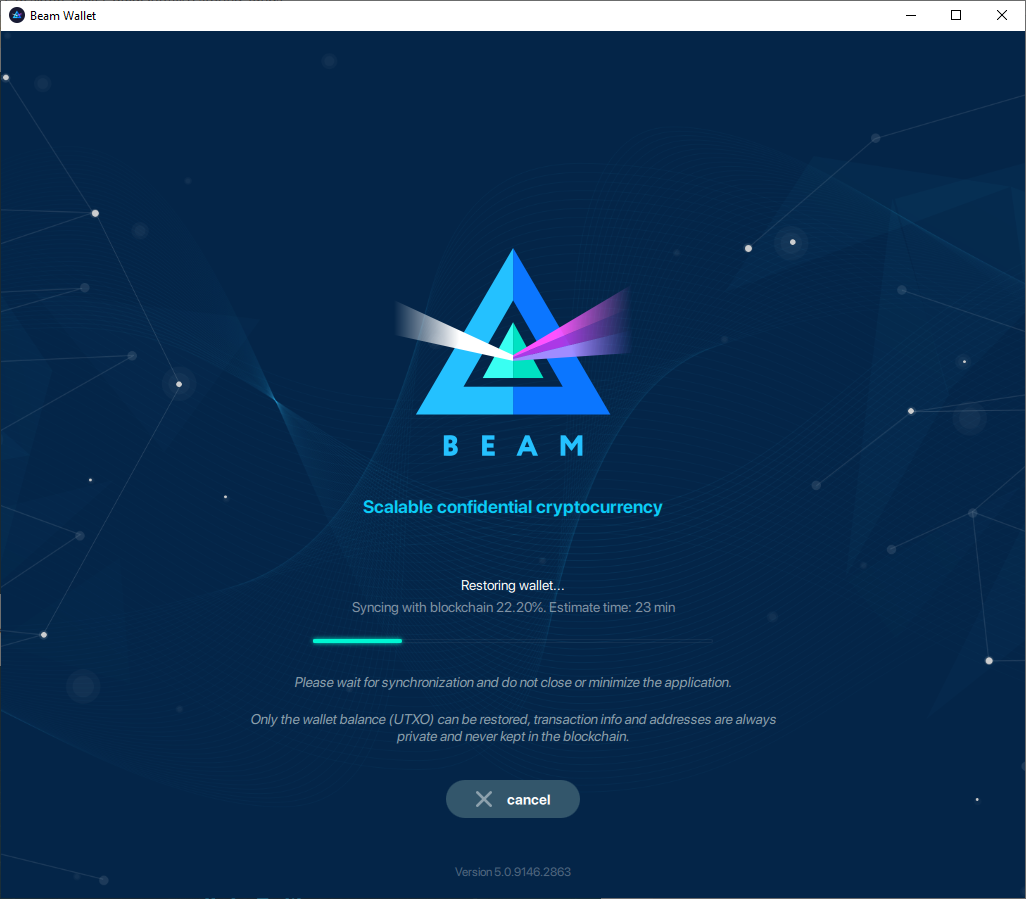 Beam Wallet
BEAM
Scalable confidential cryptocurrency
Restoring wallet...
Syncing with blockchain 22.20%. Estimate time: 23 min
Please wait for synchronization and do not close or minimize the application.
Only the wallet balance (UTXO) can be restored, transaction info and addresses are always
private and never kept in the blockchain.
cancel
Version 5.0.9146.2863